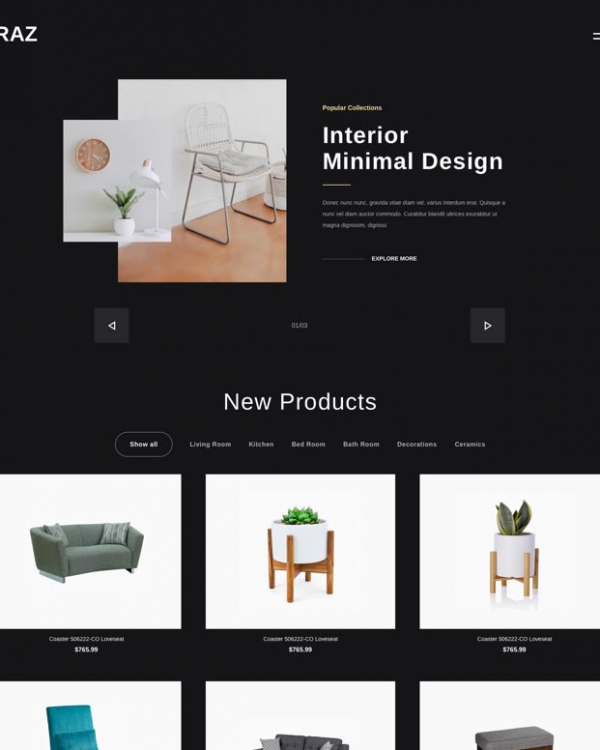 RAZ
Popular Collections
Interior
Minimal Design
Donec nunc nunc, gravida vitae diam vel, varius interdum erat. Quisque a
nunc vel diam auctor commodo. Curabitur blandit ultrices exurabitur ut
magna dignissim, dignissi
EXPLORE MORE
01/03
New Products
Show all Living Room Kitchen Bed Room Bath Room Decorations Ceramics
Coaster 506222-CO Loveseat Coaster 506222-CO Loveseat Coaster 506222-CO Loveseat
$765.99 $765.99 $765.99